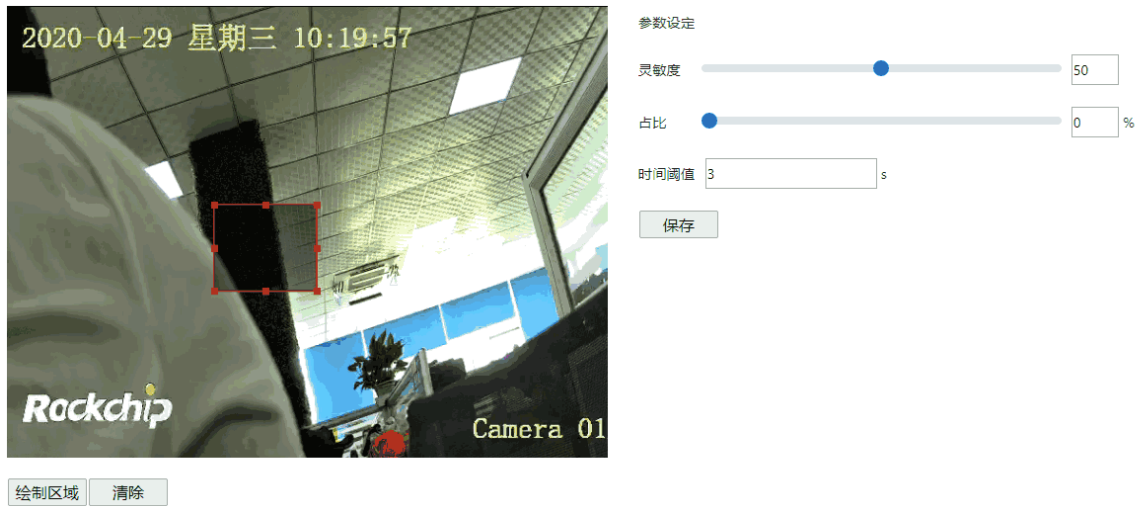 2020-04-29 星期三 10:19:57
Rockchip
Camera 01
绘制区域 清除
参数设定
灵敏度 50
占比 0 %
时间阈值 3 s
保存